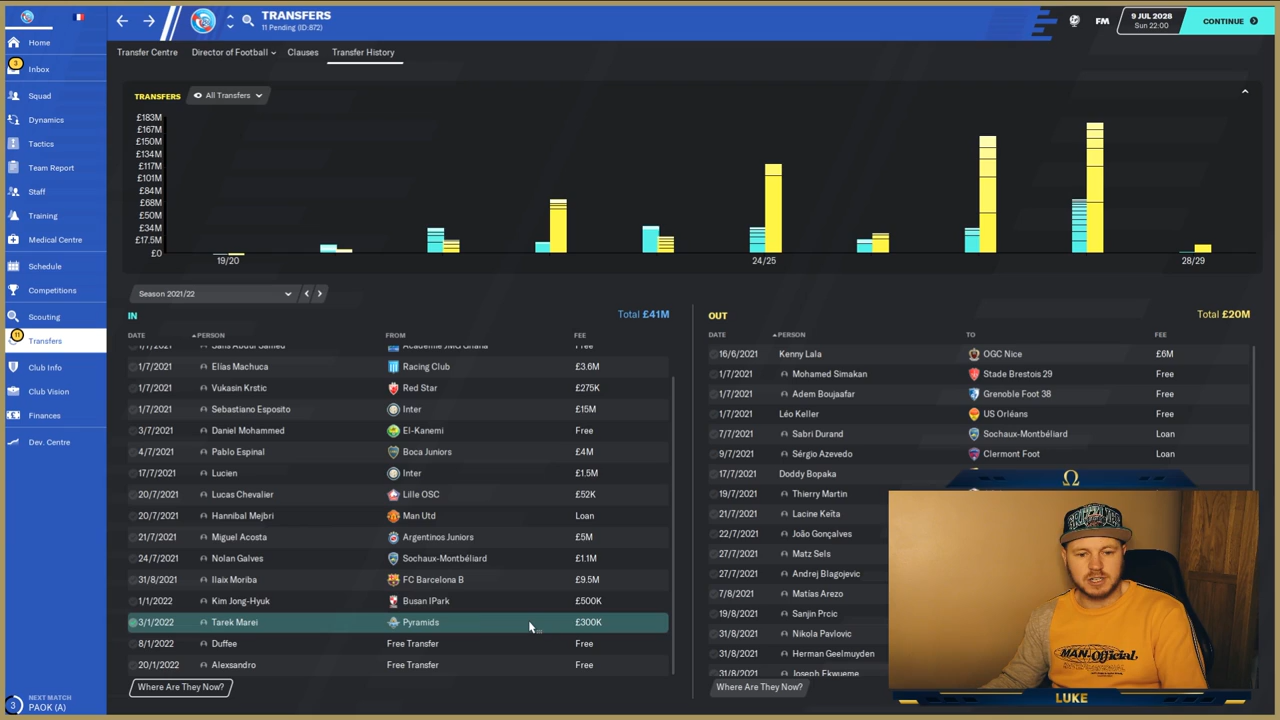 TRANSFERS
11 Pending (ID:872)
FM
9 JUL 2028
Sun 22:00
CONTINUE
Home
3
Inbox
Squad
Dynamics
Tactics
Team Report
Staff
Training
Medical Centre
Schedule
Competitions
Scouting
11
Transfers
Club Info
Club Vision
Finances
Dev. Centre
3
NEXT MATCH
PAOK (A)
Transfer Centre
Director of Football
Clauses
Transfer History
TRANSFERS
All Transfers
£183M
£167M
£150M
£134M
£117M
£101M
£84M
£68M
£50M
£34M
£17.5M
£0
19/20
24/25
28/29
Season 2021/22
IN
Total £41M
DATE PERSON FROM FEE
1/7/2021 Elías Machuca Racing Club £3.6M
1/7/2021 Vukasin Krstic Red Star £275K
1/7/2021 Sebastiano Esposito Inter £15M
3/7/2021 Daniel Mohammed El-Kanemi Free
4/7/2021 Pablo Espinal Boca Juniors £4M
17/7/2021 Lucien Inter £1.5M
20/7/2021 Lucas Chevalier Lille OSC £52K
20/7/2021 Hannibal Mejbri Man Utd Loan
21/7/2021 Miguel Acosta Argentinos Juniors £5M
24/7/2021 Nolan Galves Sochaux-Montbéliard £1.1M
31/8/2021 Ilaix Moriba FC Barcelona B £9.5M
1/1/2022 Kim Jong-Hyuk Busan IPark £500K
3/1/2022 Tarek Marei Pyramids £300K
8/1/2022 Duffee Free Transfer Free
20/1/2022 Alexsandro Free Transfer Free
Where Are They Now?
OUT
Total £20M
DATE PERSON TO FEE
16/6/2021 Kenny Lala OGC Nice £6M
1/7/2021 Mohamed Simakan Stade Brestois 29 Free
1/7/2021 Adem Boujaafar Grenoble Foot 38 Free
1/7/2021 Léo Keller US Orléans Free
7/7/2021 Sabri Durand Sochaux-Montbéliard Loan
9/7/2021 Sérgio Azevedo Clermont Foot Loan
17/7/2021 Doddy Bopaka
19/7/2021 Thierry Martin
21/7/2021 Lacine Keïta
22/7/2021 João Gonçalves
27/7/2021 Matz Sels
27/7/2021 Andrej Blagojevic
7/8/2021 Matías Arezo
19/8/2021 Sanjin Prcic
31/8/2021 Nikola Pavlovic
31/8/2021 Herman Geelmuyden
31/8/2021 Joseph Ekwueme
Where Are They Now?
Ω
MAN-Official
LUKE